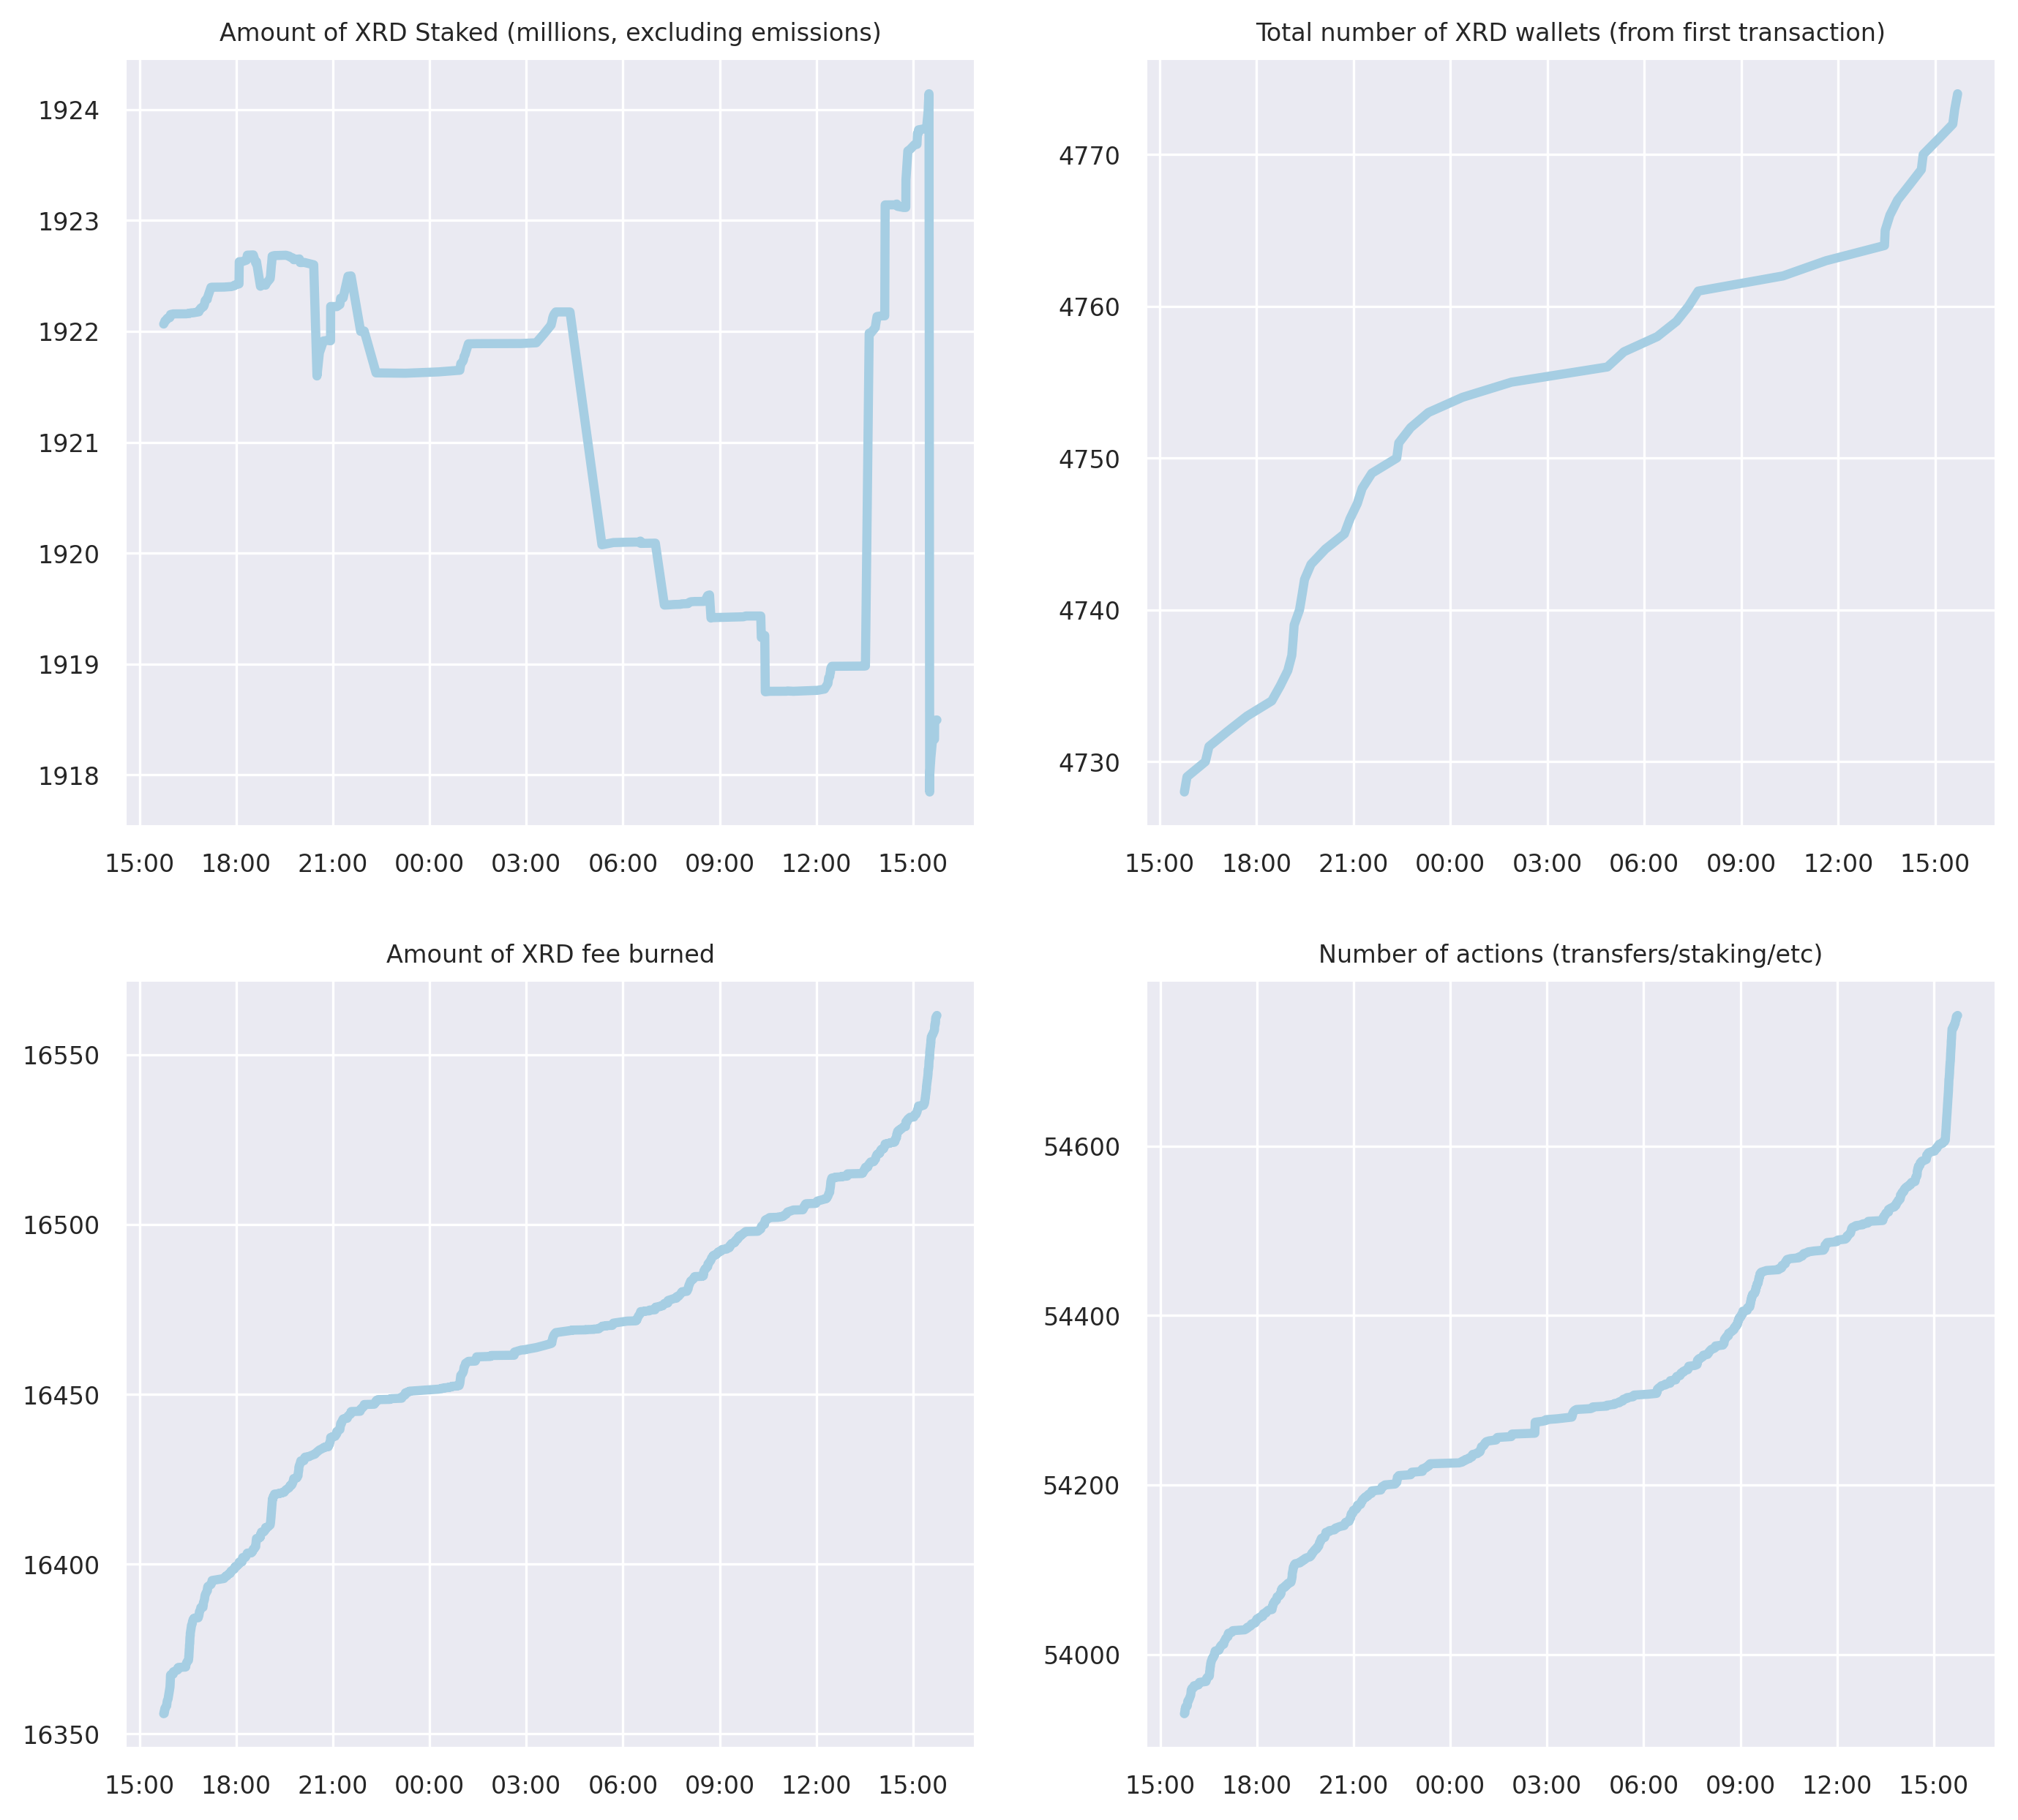 Amount of XRD Staked (millions, excluding emissions)
1924
1923
1922
1921
1920
1919
1918
15:00 18:00 21:00 00:00 03:00 06:00 09:00 12:00 15:00
Total number of XRD wallets (from first transaction)
4770
4760
4750
4740
4730
15:00 18:00 21:00 00:00 03:00 06:00 09:00 12:00 15:00
Amount of XRD fee burned
16550
16500
16450
16400
16350
15:00 18:00 21:00 00:00 03:00 06:00 09:00 12:00 15:00
Number of actions (transfers/staking/etc)
54600
54400
54200
54000
15:00 18:00 21:00 00:00 03:00 06:00 09:00 12:00 15:00